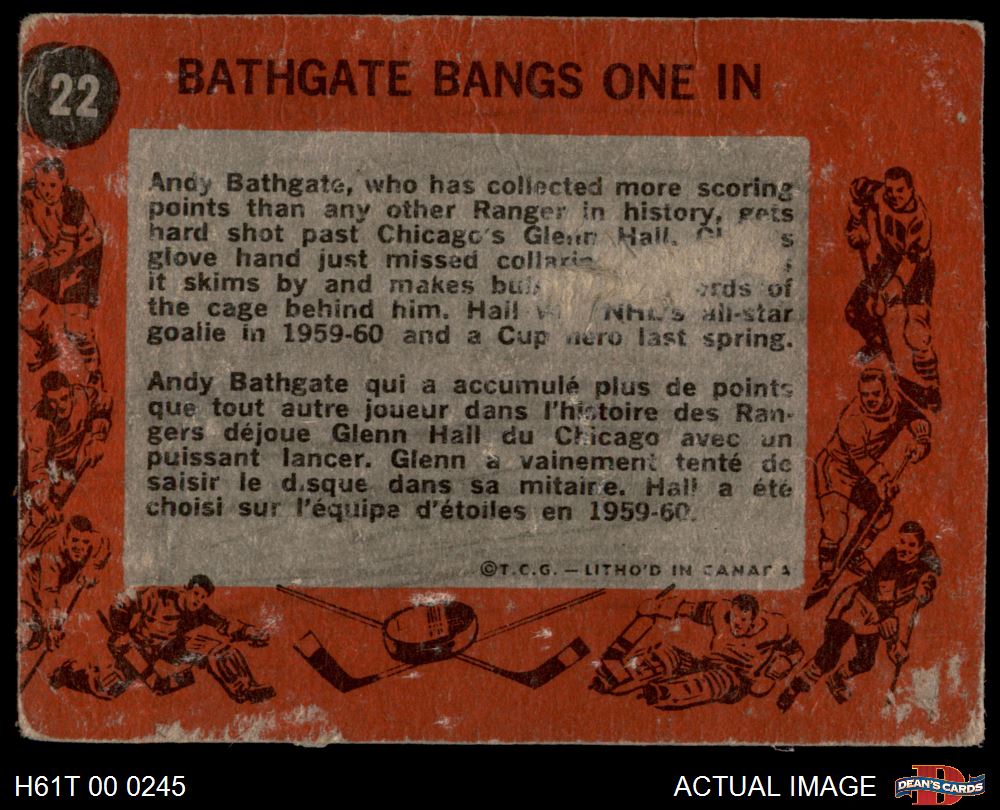 22
BATHGATE BANGS ONE IN
Andy Bathgate, who has collected more scoring
points than any other Ranger in history, gets
hard shot past Chicago's Glenn Hall.
glove hand just missed
it skims by and makes of
the cage behind him. Hall NHL's all-star
goalie in 1959-60 and a Cup hero last spring.
Andy Bathgate qui a accumulé plus de points
que tout autre joueur dans l'histoire des Ran-
gers déjoue Glenn Hall du Chicago avec un
puissant lancer. Glenn a vainement tenté de
saisir le disque dans sa mitaine. Hall a été
choisi sur l'équipe d'étoiles en 1959-60.
©T.C.G. — LITHO'D IN CANADA
H61T 00 0245
ACTUAL IMAGE
D
DEAN'S CARDS